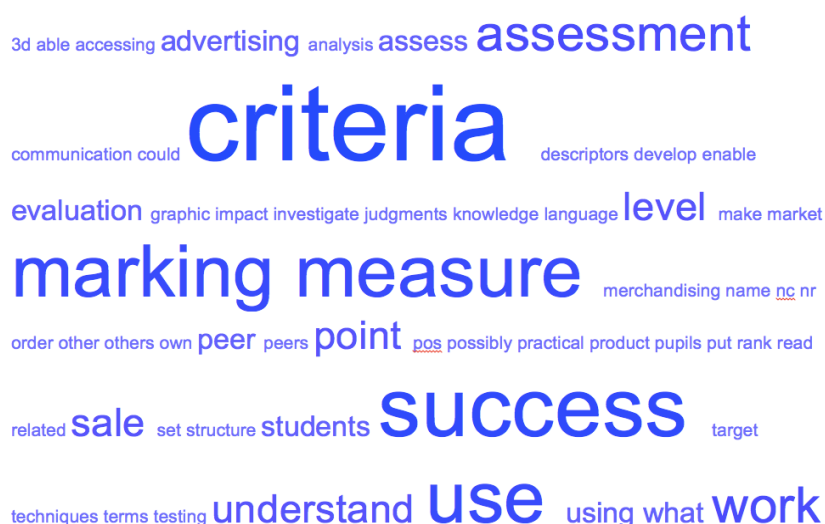 3d able accessing advertising analysis assess assessment
communication could criteria descriptors develop enable
evaluation graphic impact investigate judgments knowledge language level make market
marking measure merchandising name nc nr
order other others own peer peers point pos possibly practical product pupils put rank read
related sale set structure students success target
techniques terms testing understand use using what work